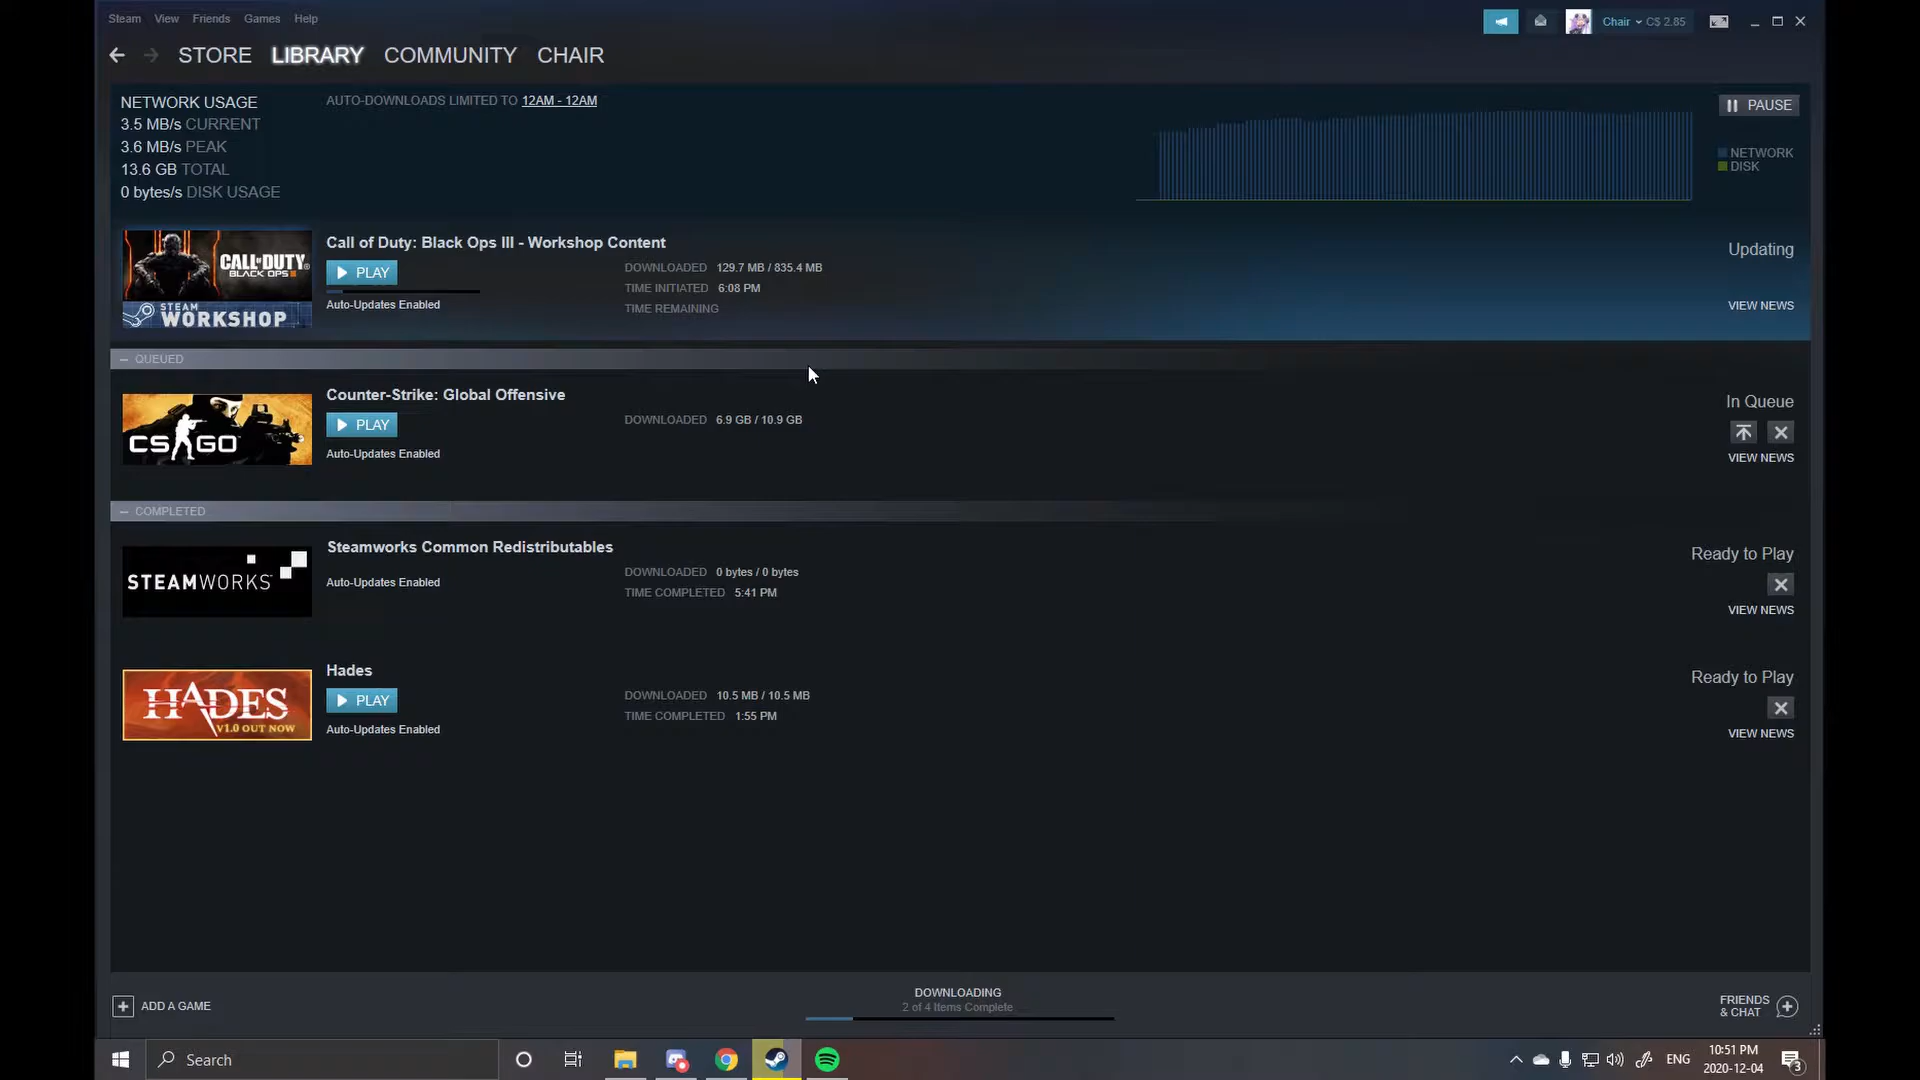 Steam View Friends Games Help
Chair C$ 2.85
STORE LIBRARY COMMUNITY CHAIR
NETWORK USAGE
3.5 MB/s CURRENT
3.6 MB/s PEAK
13.6 GB TOTAL
0 bytes/s DISK USAGE
AUTO-DOWNLOADS LIMITED TO 12AM - 12AM
PAUSE
NETWORK
DISK
CALL OF DUTY
BLACK OPS III
STEAM
WORKSHOP
Call of Duty: Black Ops III - Workshop Content
PLAY
Auto-Updates Enabled
DOWNLOADED 129.7 MB / 835.4 MB
TIME INITIATED 6:08 PM
TIME REMAINING
Updating
VIEW NEWS
QUEUED
CS GO
Counter-Strike: Global Offensive
PLAY
Auto-Updates Enabled
DOWNLOADED 6.9 GB / 10.9 GB
In Queue
VIEW NEWS
COMPLETED
STEAMWORKS
Steamworks Common Redistributables
Auto-Updates Enabled
DOWNLOADED 0 bytes / 0 bytes
TIME COMPLETED 5:41 PM
Ready to Play
VIEW NEWS
HADES
V1.0 OUT NOW
Hades
PLAY
Auto-Updates Enabled
DOWNLOADED 10.5 MB / 10.5 MB
TIME COMPLETED 1:55 PM
Ready to Play
VIEW NEWS
ADD A GAME
DOWNLOADING
2 of 4 Items Complete
FRIENDS
& CHAT
Search
ENG
10:51 PM
2020-12-04
3